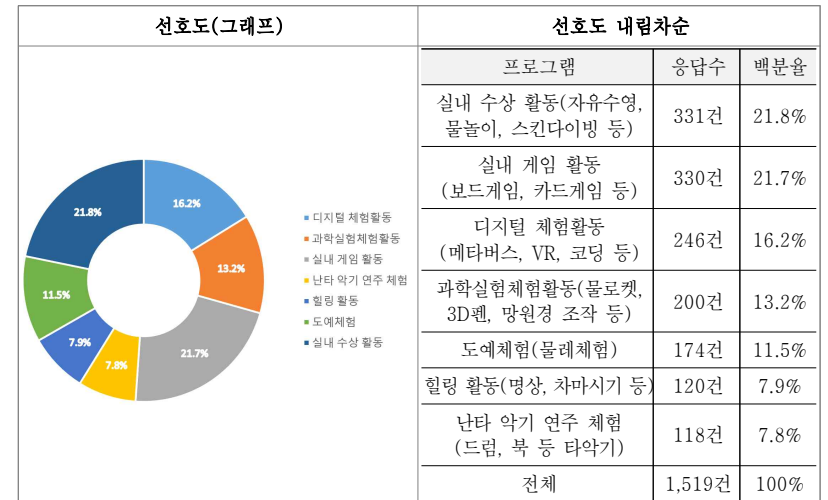 선호도(그래프)
선호도 내림차순
21.8%
16.2%
13.2%
21.7%
7.8%
7.9%
11.5%
디지털 체험활동
과학실험체험활동
실내 게임 활동
난타 악기 연주 체험
힐링 활동
도예체험
실내 수상 활동
프로그램 응답수 백분율
실내 수상 활동(자유수영,
물놀이, 스킨다이빙 등) 331건 21.8%
실내 게임 활동
(보드게임, 카드게임 등) 330건 21.7%
디지털 체험활동
(메타버스, VR, 코딩 등) 246건 16.2%
과학실험체험활동(물로켓,
3D펜, 망원경 조작 등) 200건 13.2%
도예체험(물레체험) 174건 11.5%
힐링 활동(명상, 차마시기 등) 120건 7.9%
난타 악기 연주 체험
(드럼, 북 등 타악기) 118건 7.8%
전체 1,519건 100%